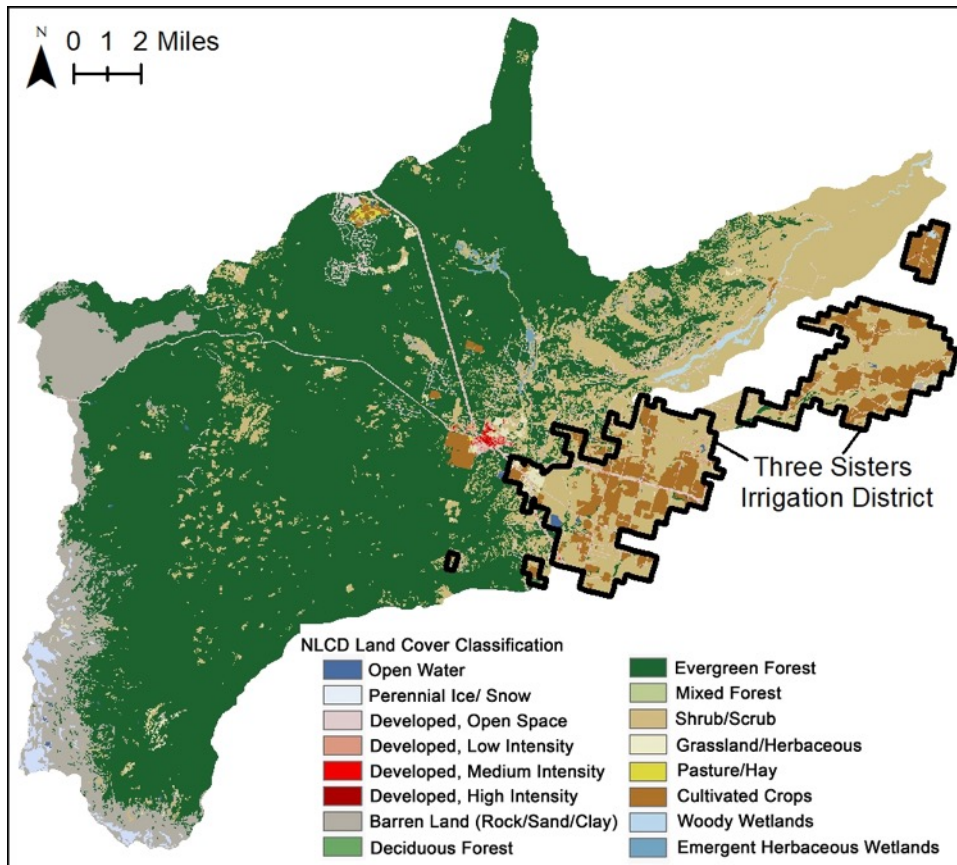 N
0 1 2 Miles
Three Sisters
Irrigation District
NLCD Land Cover Classification
Open Water
Perennial Ice/ Snow
Developed, Open Space
Developed, Low Intensity
Developed, Medium Intensity
Developed, High Intensity
Barren Land (Rock/Sand/Clay)
Deciduous Forest
Evergreen Forest
Mixed Forest
Shrub/Scrub
Grassland/Herbaceous
Pasture/Hay
Cultivated Crops
Woody Wetlands
Emergent Herbaceous Wetlands